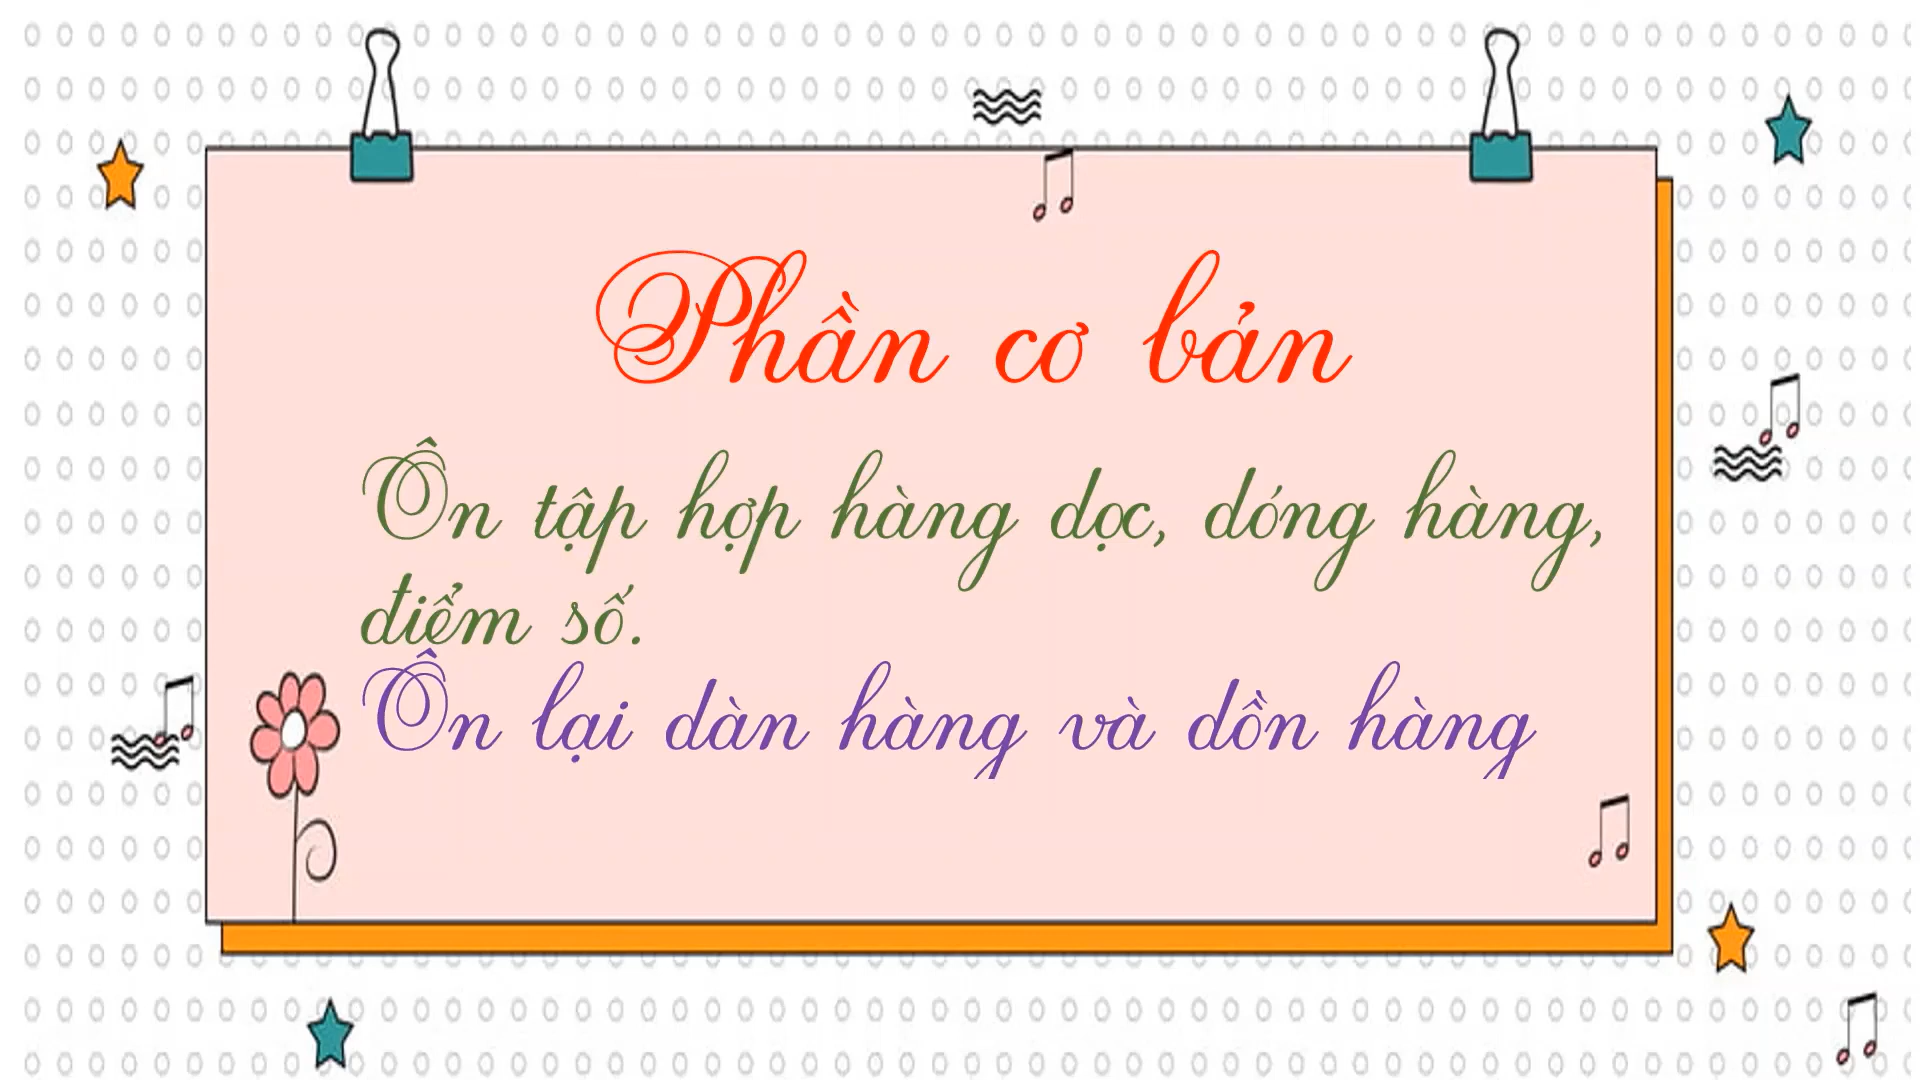 Phần cơ bản
Ôn tập hợp hàng dọc, dóng hàng,
điểm số.
Ôn lại dàn hàng và dồn hàng